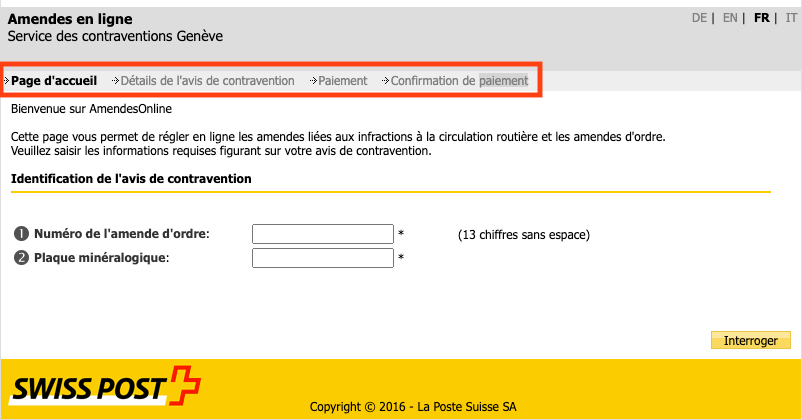 Amendes en ligne
DE | EN | FR | IT
Service des contraventions Genève
Page d'accueil Détails de l'avis de contravention Paiement Confirmation de paiement
Bienvenue sur AmendesOnline
Cette page vous permet de régler en ligne les amendes liées aux infractions à la circulation routière et les amendes d'ordre.
Veuillez saisir les informations requises figurant sur votre avis de contravention.
Identification de l'avis de contravention
1 Numéro de l'amende d'ordre: * (13 chiffres sans espace)
2 Plaque minéralogique: *
Interroger
SWISS POST
Copyright © 2016 - La Poste Suisse SA